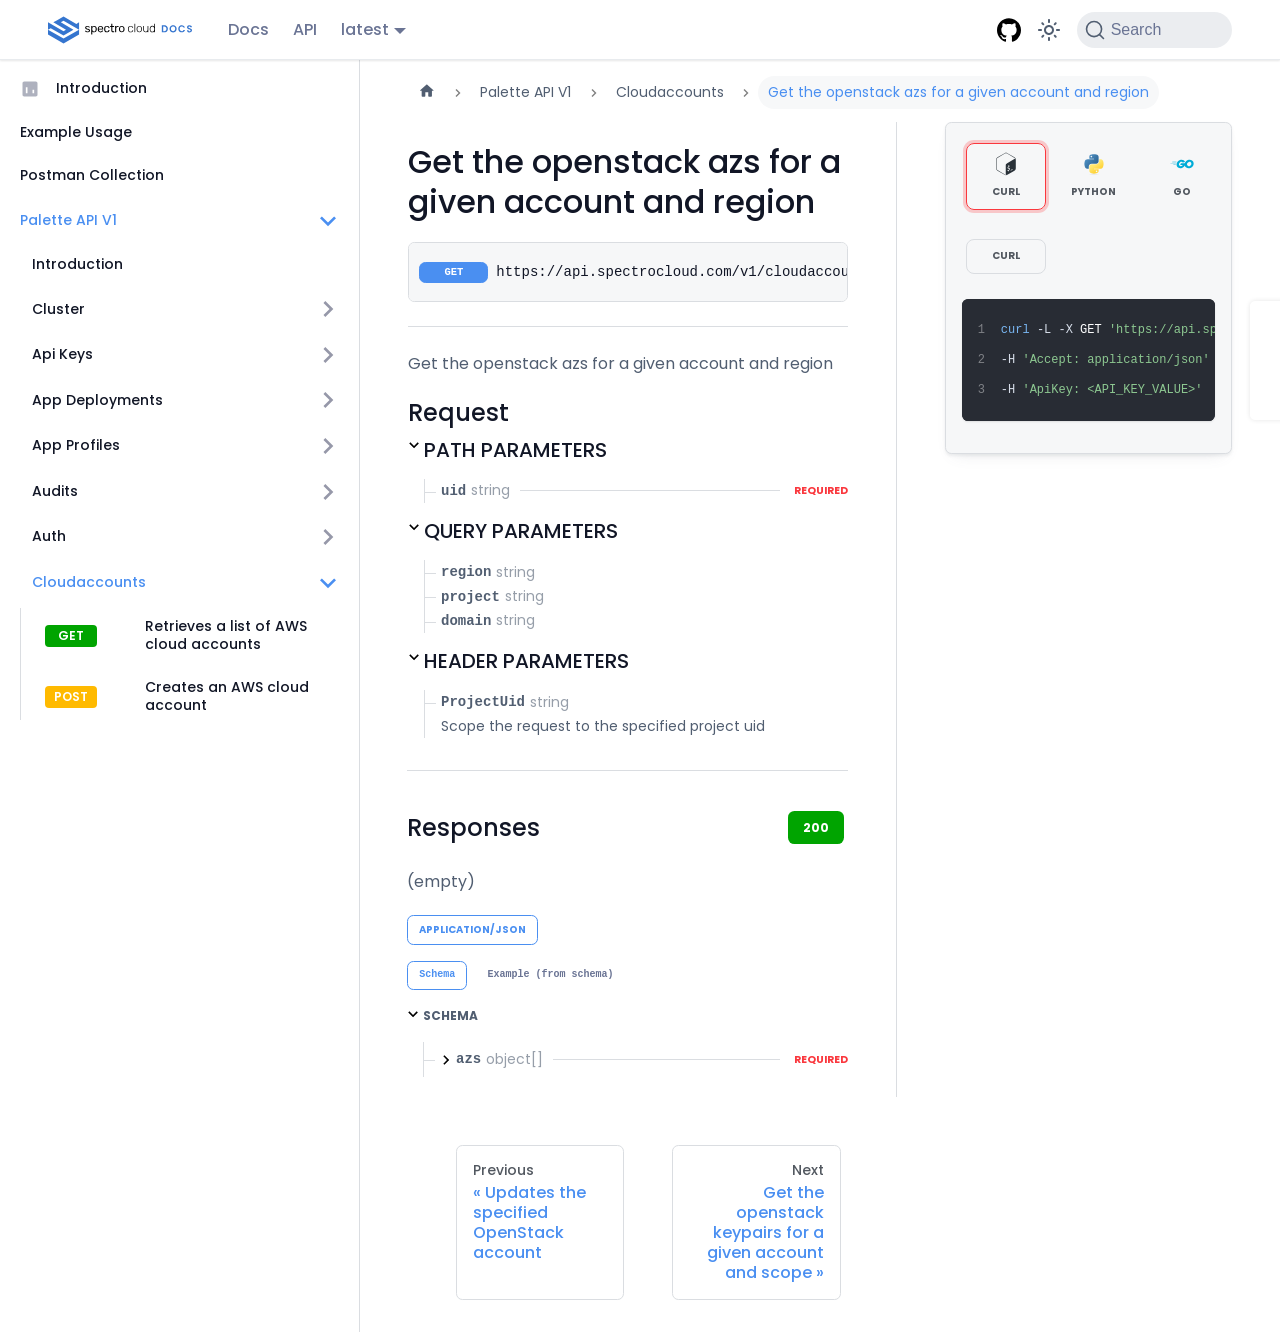 spectro cloud DOCS Docs API latest Search
Introduction
Example Usage
Postman Collection
Palette API V1
Introduction
Cluster
Api Keys
App Deployments
App Profiles
Audits
Auth
Cloudaccounts
GET Retrieves a list of AWS
cloud accounts
POST Creates an AWS cloud
account
Palette API V1 > Cloudaccounts > Get the openstack azs for a given account and region
Get the openstack azs for a
given account and region
GET https://api.spectrocloud.com/v1/cloudaccou
Get the openstack azs for a given account and region
Request
PATH PARAMETERS
uid string REQUIRED
QUERY PARAMETERS
region string
project string
domain string
HEADER PARAMETERS
ProjectUid string
Scope the request to the specified project uid
Responses 200
(empty)
APPLICATION/JSON
Schema Example (from schema)
SCHEMA
azs object[] REQUIRED
Previous
« Updates the
specified
OpenStack
account
Next
Get the
openstack
keypairs for a
given account
and scope »
CURL PYTHON GO
CURL
1 curl -L -X GET 'https://api.sp
2 -H 'Accept: application/json'
3 -H 'ApiKey: <API_KEY_VALUE>'